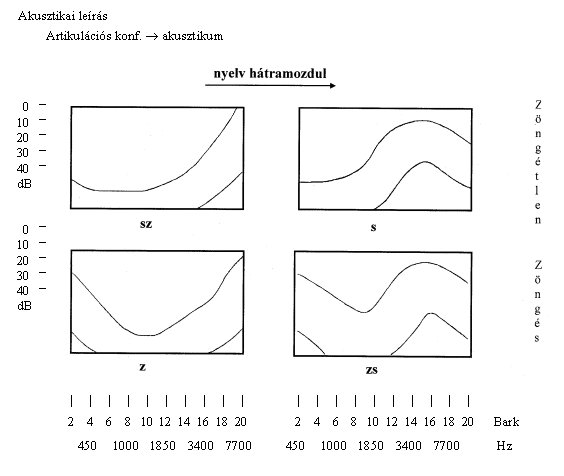 Akusztikai leírás
Artikulációs konf. → akusztikum
nyelv hátramozdul
0
10
20
30
40
dB
sz
s
Zöngétlen
0
10
20
30
40
dB
z
zs
Zöngés
2 4 6 8 10 12 14 16 18 20 2 4 6 8 10 12 14 16 18 20 Bark
450 1000 1850 3400 7700 450 1000 1850 3400 7700 Hz